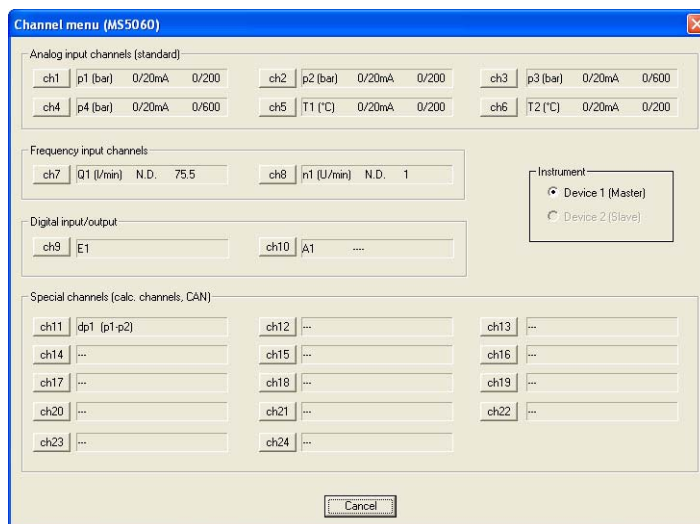 Channel menu (MS5060)
Analog input channels (standard)
ch1 p1 (bar) 0/20mA 0/200 ch2 p2 (bar) 0/20mA 0/200 ch3 p3 (bar) 0/20mA 0/600
ch4 p4 (bar) 0/20mA 0/600 ch5 T1 (°C) 0/20mA 0/200 ch6 T2 (°C) 0/20mA 0/200
Frequency input channels
ch7 Q1 (l/min) N.D. 75.5 ch8 n1 (U/min) N.D. 1
Instrument
Device 1 (Master)
Device 2 (Slave)
Digital input/output
ch9 E1 ch10 A1 ----
Special channels (calc. channels, CAN)
ch11 dp1 (p1-p2) ch12 --- ch13 ---
ch14 --- ch15 --- ch16 ---
ch17 --- ch18 --- ch19 ---
ch20 --- ch21 --- ch22 ---
ch23 --- ch24 ---
Cancel